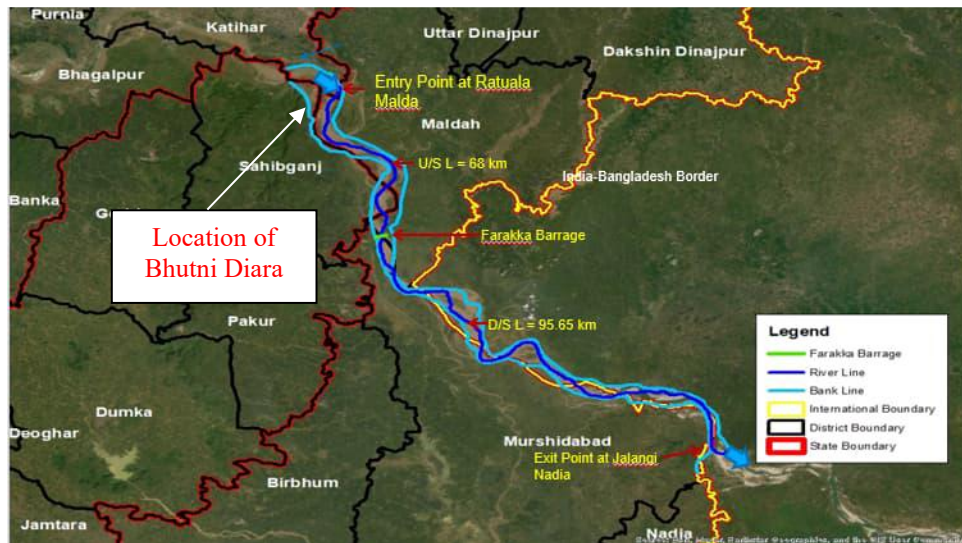 Purnia
Katihar
Uttar Dinajpur
Dakshin Dinajpur
Bhagalpur
Entry Point at Ratuala
Malda
Maldah
Sahibganj
U/S L = 68 km
India-Bangladesh Border
Banka
Location of
Bhutni Diara
Farakka Barrage
Pakur
D/S L = 95.65 km
Legend
Farakka Barrage
River Line
Bank Line
International Boundary
District Boundary
State Boundary
Dumka
Deoghar
Murshidabad
Exit Point at Jalangi
Nadia
Birbhum
Jamtara
Nadia